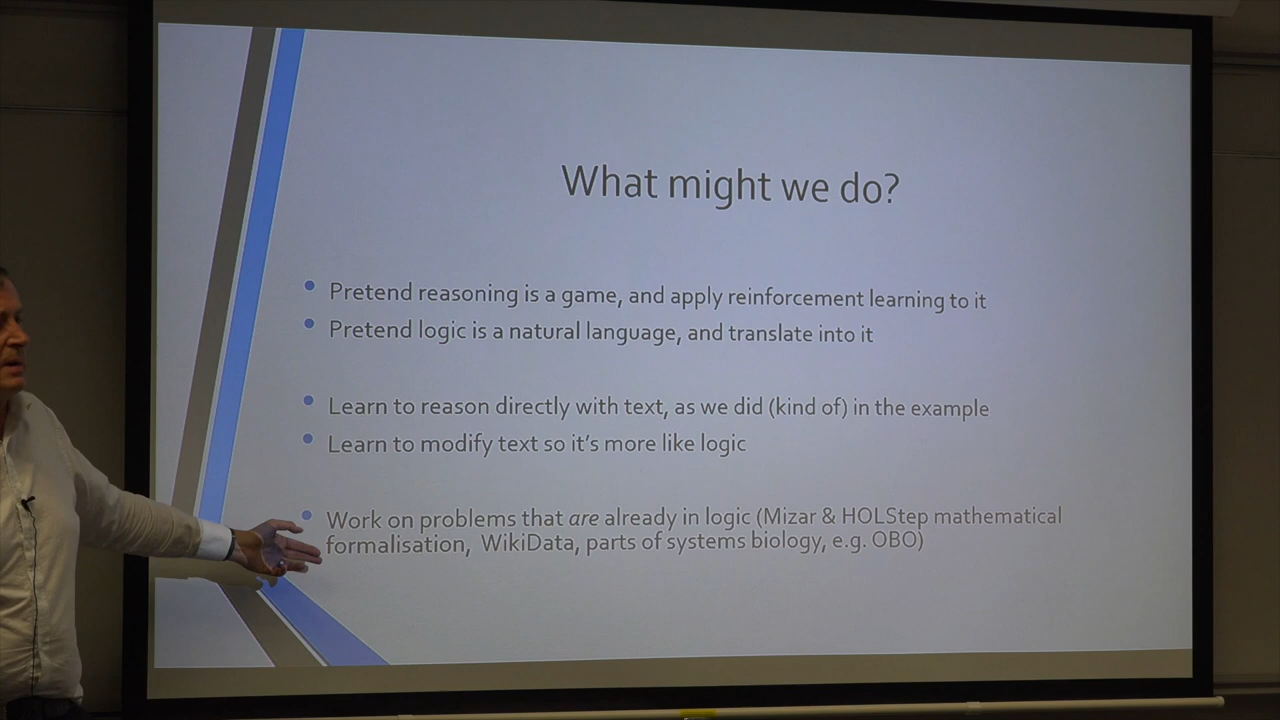 What might we do?
• Pretend reasoning is a game, and apply reinforcement learning to it
• Pretend logic is a natural language, and translate into it
• Learn to reason directly with text, as we did (kind of) in the example
• Learn to modify text so it's more like logic
• Work on problems that are already in logic (Mizar & HOLStep mathematical
formalisation, WikiData, parts of systems biology, e.g. OBO)